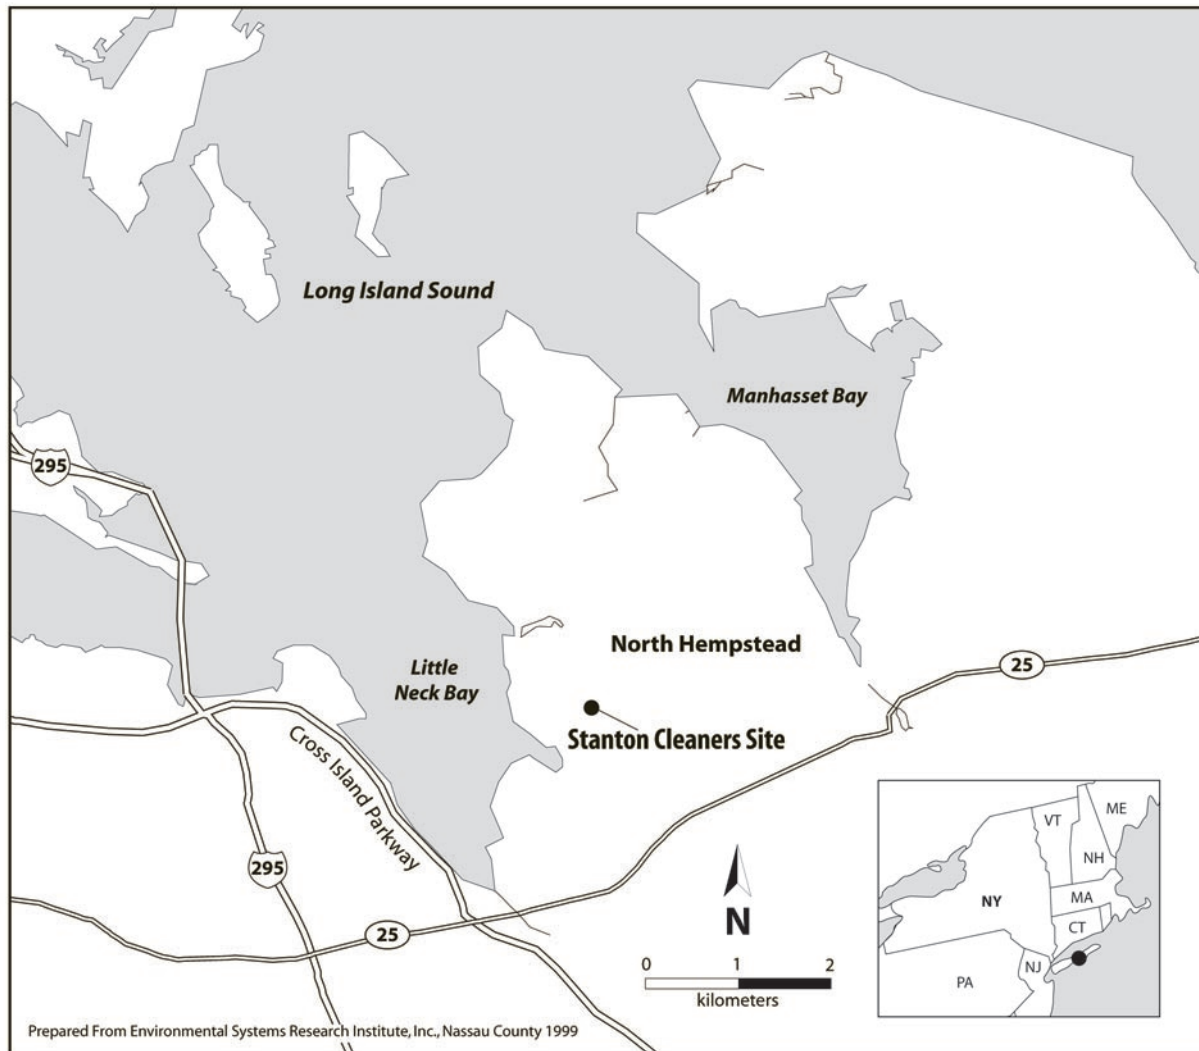 Long Island Sound
Manhasset Bay
295
North Hempstead
25
Little
Neck Bay
Stanton Cleaners Site
Cross Island Parkway
295
25
N
0 1 2
kilometers
ME
VT
NH
NY
MA
CT
NJ
PA
Prepared From Environmental Systems Research Institute, Inc., Nassau County 1999